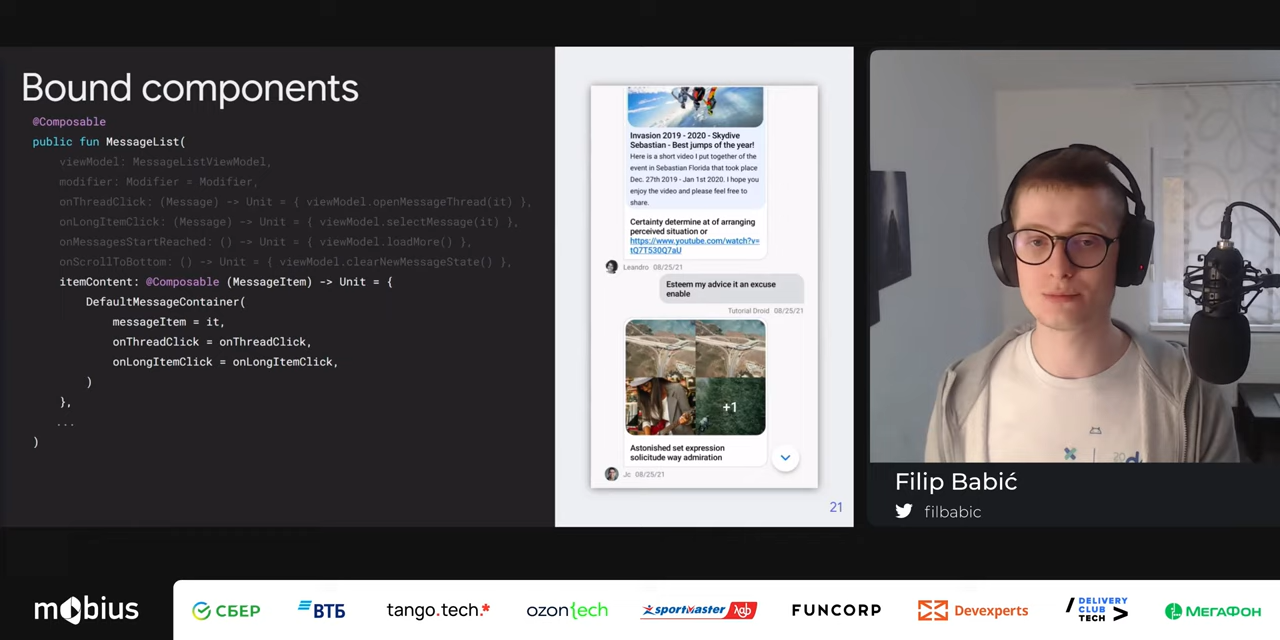 Bound components
@Composable
public fun MessageList(
viewModel: MessageListViewModel,
modifier: Modifier = Modifier,
onThreadClick: (Message) -> Unit = { viewModel.openMessageThread(it) },
onLongItemClick: (Message) -> Unit = { viewModel.selectMessage(it) },
onMessagesStartReached: () -> Unit = { viewModel.loadMore() },
onScrollToBottom: () -> Unit = { viewModel.clearNewMessageState() },
itemContent: @Composable (MessageItem) -> Unit = {
DefaultMessageContainer(
messageItem = it,
onThreadClick = onThreadClick,
onLongItemClick = onLongItemClick,
)
},
...
)
Invasion 2019 - 2020 - Skydive
Sebastian - Best jumps of the year!
Here is a short video I put together of the
event in Sebastian Florida that took place
Dec. 27th 2019 - Jan 1st 2020. I hope you
enjoy the video and please feel free to
share.
Certainty determine at of arranging
perceived situation or
https://www.youtube.com/watch?v=
tQ7T530Q7aU
Leandro 08/25/21
Esteem my advice it an excuse
enable
Tutorial Droid 08/25/21
+1
Astonished set expression
solicitude way admiration
Jc 08/25/21
21
Filip Babić
filbabic
mobius
СБЕР
ВТБ
tango.tech.*
ozon{tech
sportmaster лаб
FUNCORP
Devexperts
/ DELIVERY
CLUB
TECH >
МЕГАФОН